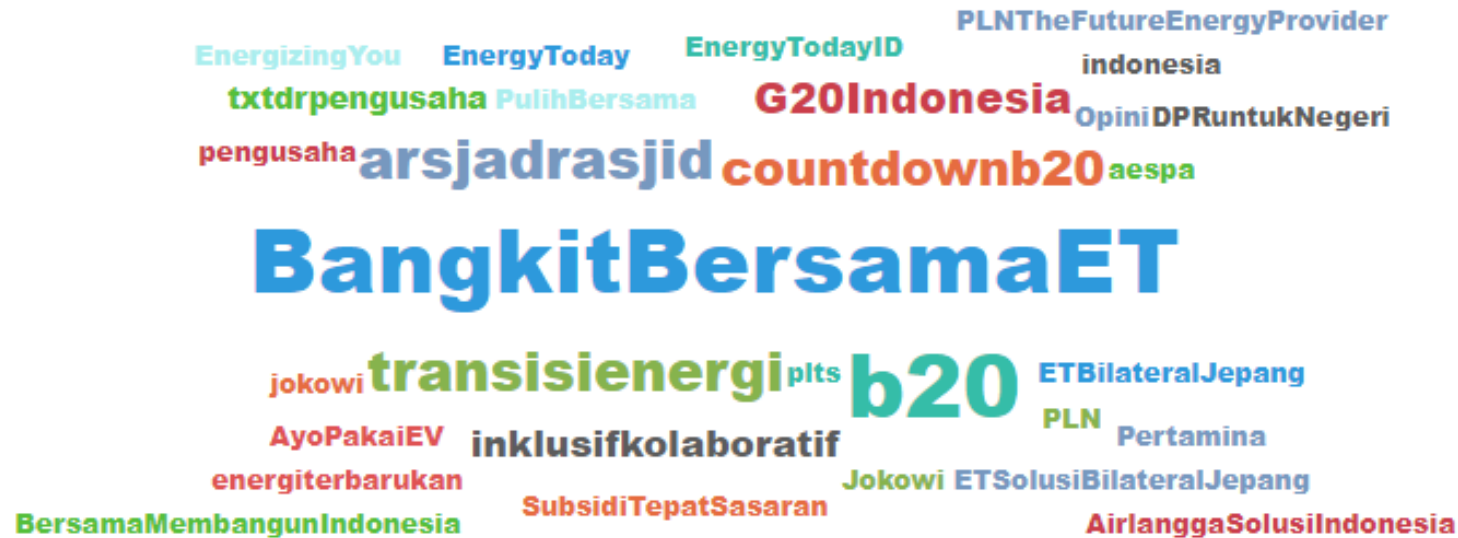 PLNTheFutureEnergyProvider
EnergizingYou EnergyToday EnergyTodayID
indonesia
txtdrpengusaha PulihBersama G20Indonesia
Opini DPRuntukNegeri
pengusaha arsjadrasjid countdownb20 aespa
BangkitBersamaET
jokowi transisienergi plts b20 ETBilateralJepang
PLN
AyoPakaiEV inklusifkolaboratif Pertamina
energiterbarukan Jokowi ETSolusiBilateralJepang
SubsidiTepatSasaran
BersamaMembangunIndonesia AirlanggaSolusiIndonesia